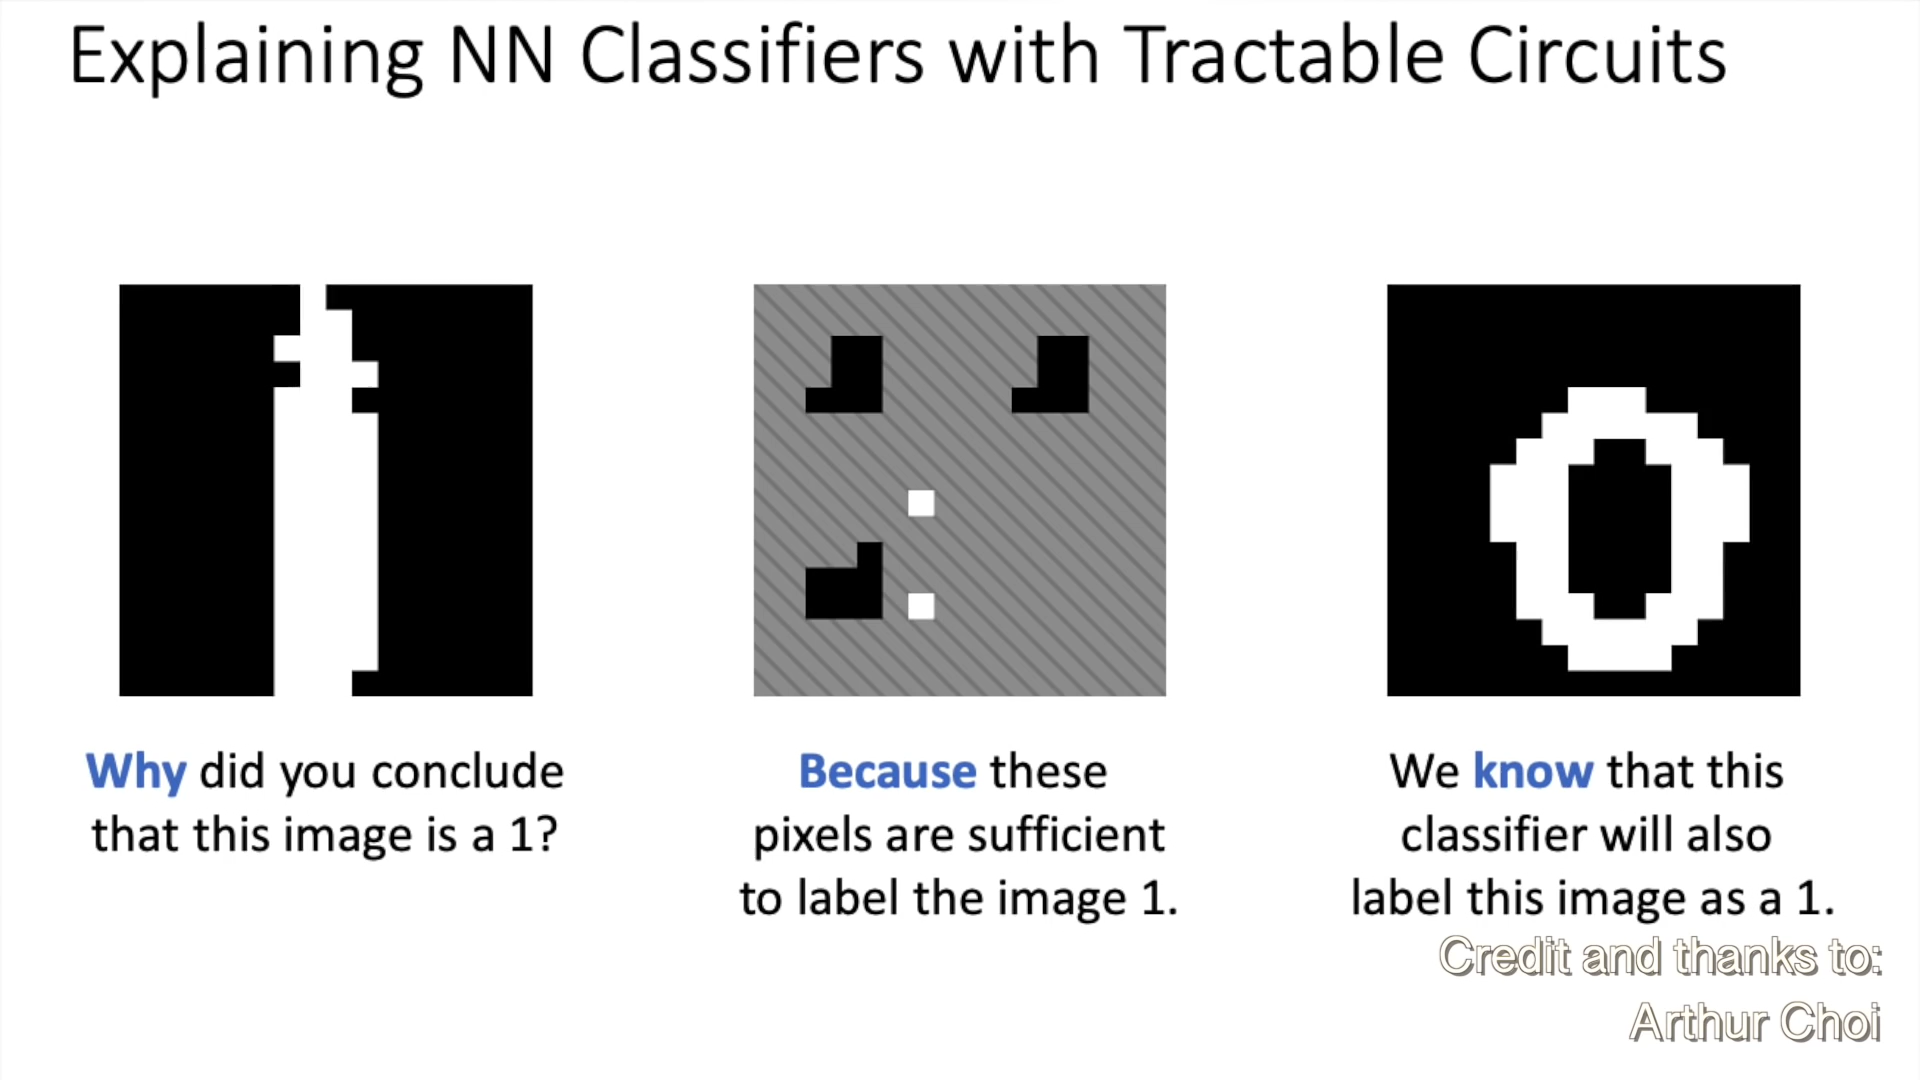 Explaining NN Classifiers with Tractable Circuits
Why did you conclude
that this image is a 1?
Because these
pixels are sufficient
to label the image 1.
We know that this
classifier will also
label this image as a 1.
Credit and thanks to:
Arthur Choi